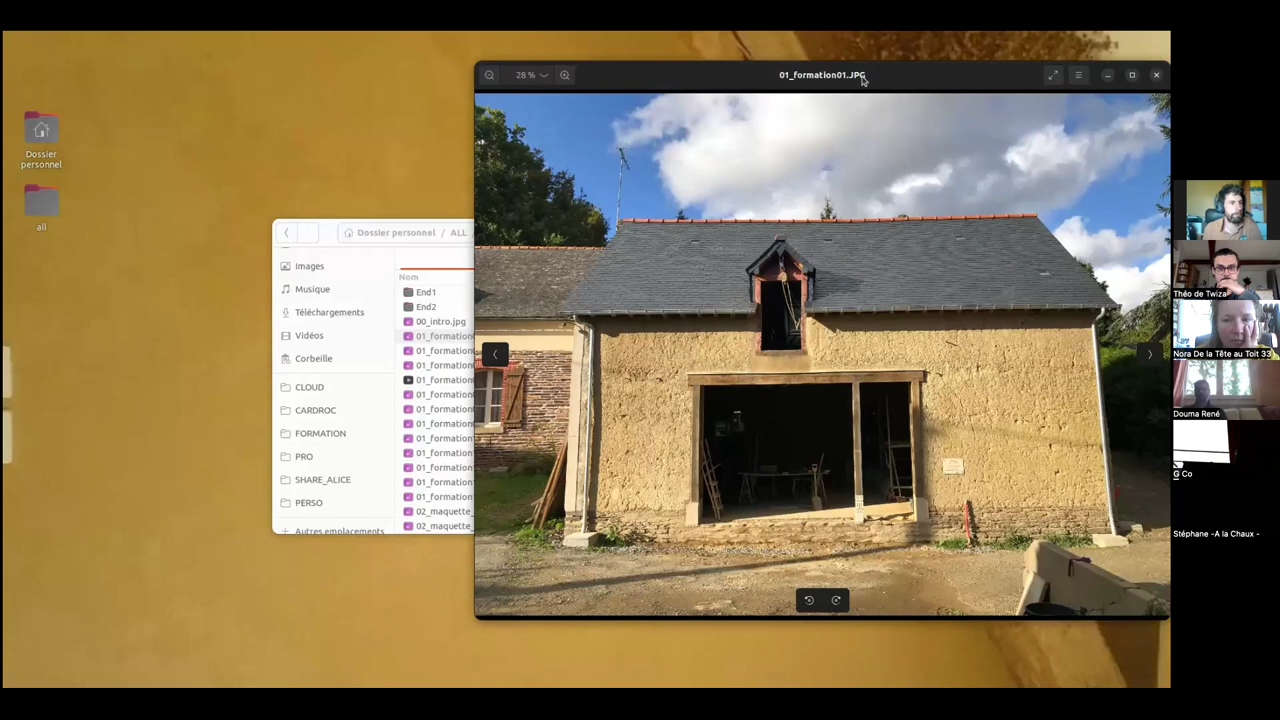 Dossier
personnel
all
Dossier personnel / ALL /
Images
Musique
Téléchargements
Vidéos
Corbeille
CLOUD
CARDROC
FORMATION
PRO
SHARE_ALICE
PERSO
Autres emplacements
Nom
End1
End2
00_intro.jpg
01_formation
01_formation
01_formation
01_formation
01_formation
01_formation
01_formation
01_formation
01_formation
01_formation
01_formation
02_maquette_
02_maquette_
28 %
01_formation01.JPG
Théo de Twiza
Nora De la Tête au Toit 33
Douma René
G Co
Stéphane -A la Chaux -